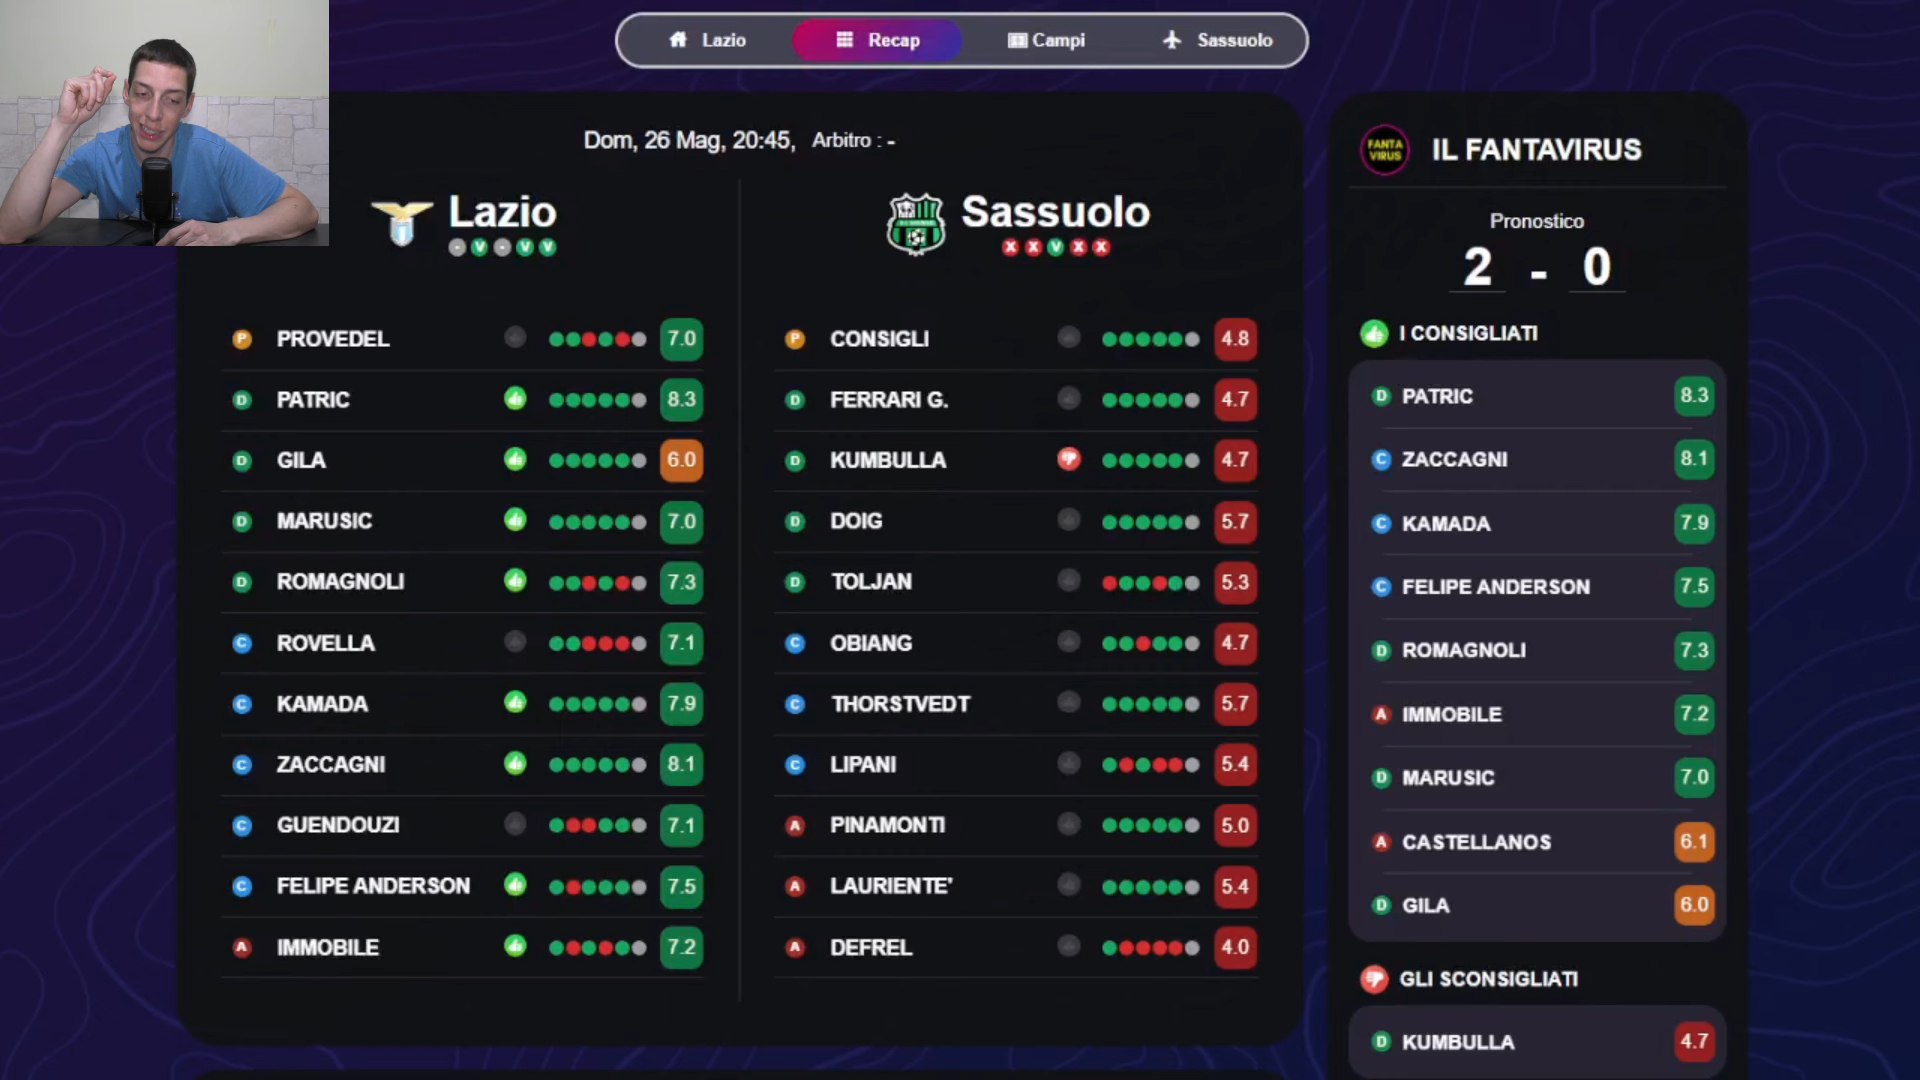 Lazio
Recap
Campi
Sassuolo
Dom, 26 Mag, 20:45, Arbitro : -
Lazio
- V - V V
P PROVEDEL 7.0
D PATRIC 8.3
D GILA 6.0
D MARUSIC 7.0
D ROMAGNOLI 7.3
C ROVELLA 7.1
C KAMADA 7.9
C ZACCAGNI 8.1
C GUENDOUZI 7.1
C FELIPE ANDERSON 7.5
A IMMOBILE 7.2
Sassuolo
X X V X X
P CONSIGLI 4.8
D FERRARI G. 4.7
D KUMBULLA 4.7
D DOIG 5.7
D TOLJAN 5.3
C OBIANG 4.7
C THORSTVEDT 5.7
C LIPANI 5.4
A PINAMONTI 5.0
A LAURIENTE' 5.4
A DEFREL 4.0
FANTA
VIRUS
IL FANTAVIRUS
Pronostico
2 - 0
I CONSIGLIATI
D PATRIC 8.3
C ZACCAGNI 8.1
C KAMADA 7.9
C FELIPE ANDERSON 7.5
D ROMAGNOLI 7.3
A IMMOBILE 7.2
D MARUSIC 7.0
A CASTELLANOS 6.1
D GILA 6.0
GLI SCONSIGLIATI
D KUMBULLA 4.7